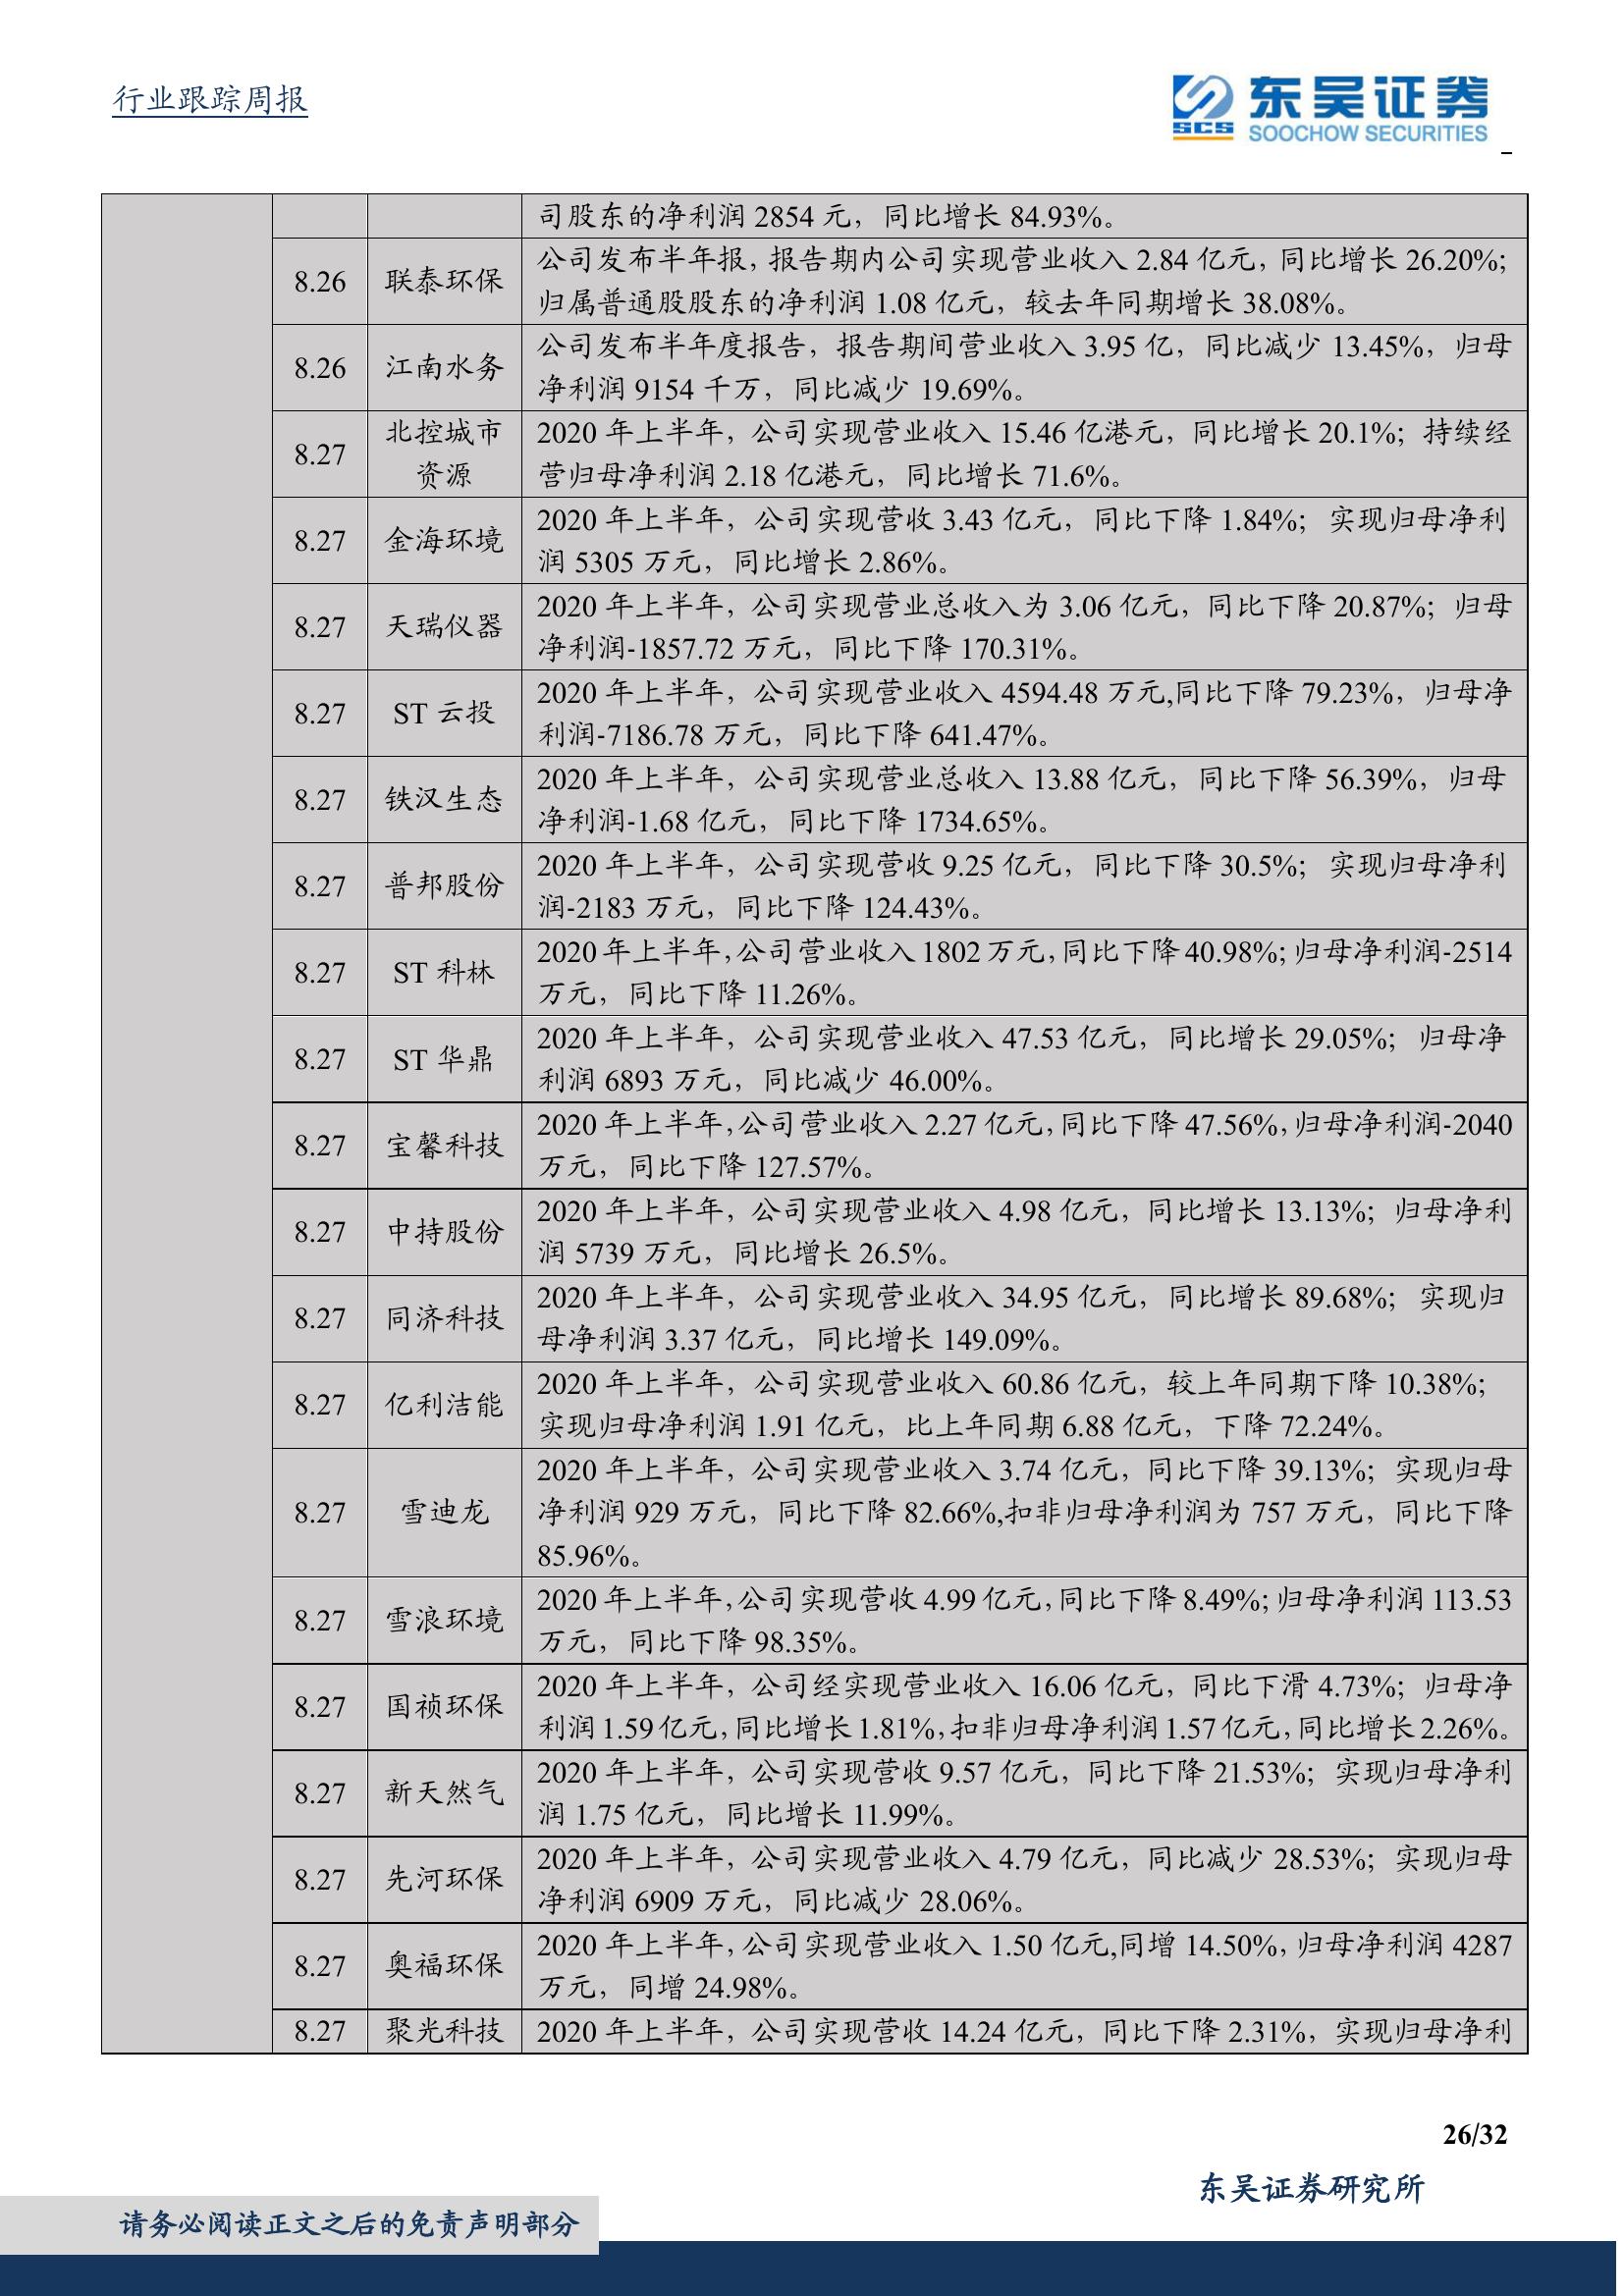 行业跟踪周报
SCS 东吴证券
SOOCHOW SECURITIES
司股东的净利润 2854 元，同比增长 84.93%。
8.26 联泰环保 公司发布半年报，报告期内公司实现营业收入 2.84 亿元，同比增长 26.20%；
归属普通股股东的净利润 1.08 亿元，较去年同期增长 38.08%。
8.26 江南水务 公司发布半年度报告，报告期间营业收入 3.95 亿，同比减少 13.45%，归母
净利润 9154 千万，同比减少 19.69%。
8.27 北控城市
资源 2020 年上半年，公司实现营业收入 15.46 亿港元，同比增长 20.1%；持续经
营归母净利润 2.18 亿港元，同比增长 71.6%。
8.27 金海环境 2020 年上半年，公司实现营收 3.43 亿元，同比下降 1.84%；实现归母净利
润 5305 万元，同比增长 2.86%。
8.27 天瑞仪器 2020 年上半年，公司实现营业总收入为 3.06 亿元，同比下降 20.87%；归母
净利润-1857.72 万元，同比下降 170.31%。
8.27 ST 云投 2020 年上半年，公司实现营业收入 4594.48 万元,同比下降 79.23%，归母净
利润-7186.78 万元，同比下降 641.47%。
8.27 铁汉生态 2020 年上半年，公司实现营业总收入 13.88 亿元，同比下降 56.39%，归母
净利润-1.68 亿元，同比下降 1734.65%。
8.27 普邦股份 2020 年上半年，公司实现营收 9.25 亿元，同比下降 30.5%；实现归母净利
润-2183 万元，同比下降 124.43%。
8.27 ST 科林 2020 年上半年，公司营业收入 1802 万元，同比下降 40.98%；归母净利润-2514
万元，同比下降 11.26%。
8.27 ST 华鼎 2020 年上半年，公司实现营业收入 47.53 亿元，同比增长 29.05%；归母净
利润 6893 万元，同比减少 46.00%。
8.27 宝馨科技 2020 年上半年，公司营业收入 2.27 亿元，同比下降 47.56%，归母净利润-2040
万元，同比下降 127.57%。
8.27 中持股份 2020 年上半年，公司实现营业收入 4.98 亿元，同比增长 13.13%；归母净利
润 5739 万元，同比增长 26.5%。
8.27 同济科技 2020 年上半年，公司实现营业收入 34.95 亿元，同比增长 89.68%；实现归
母净利润 3.37 亿元，同比增长 149.09%。
8.27 亿利洁能 2020 年上半年，公司实现营业收入 60.86 亿元，较上年同期下降 10.38%；
实现归母净利润 1.91 亿元，比上年同期 6.88 亿元，下降 72.24%。
8.27 雪迪龙 2020 年上半年，公司实现营业收入 3.74 亿元，同比下降 39.13%；实现归母
净利润 929 万元，同比下降 82.66%,扣非归母净利润为 757 万元，同比下降
85.96%。
8.27 雪浪环境 2020 年上半年，公司实现营收 4.99 亿元，同比下降 8.49%；归母净利润 113.53
万元，同比下降 98.35%。
8.27 国祯环保 2020 年上半年，公司经实现营业收入 16.06 亿元，同比下滑 4.73%；归母净
利润 1.59 亿元，同比增长 1.81%，扣非归母净利润 1.57 亿元，同比增长 2.26%。
8.27 新天然气 2020 年上半年，公司实现营收 9.57 亿元，同比下降 21.53%；实现归母净利
润 1.75 亿元，同比增长 11.99%。
8.27 先河环保 2020 年上半年，公司实现营业收入 4.79 亿元，同比减少 28.53%；实现归母
净利润 6909 万元，同比减少 28.06%。
8.27 奥福环保 2020 年上半年，公司实现营业收入 1.50 亿元,同增 14.50%，归母净利润 4287
万元，同增 24.98%。
8.27 聚光科技 2020 年上半年，公司实现营收 14.24 亿元，同比下降 2.31%，实现归母净利
26/32
东吴证券研究所
请务必阅读正文之后的免责声明部分